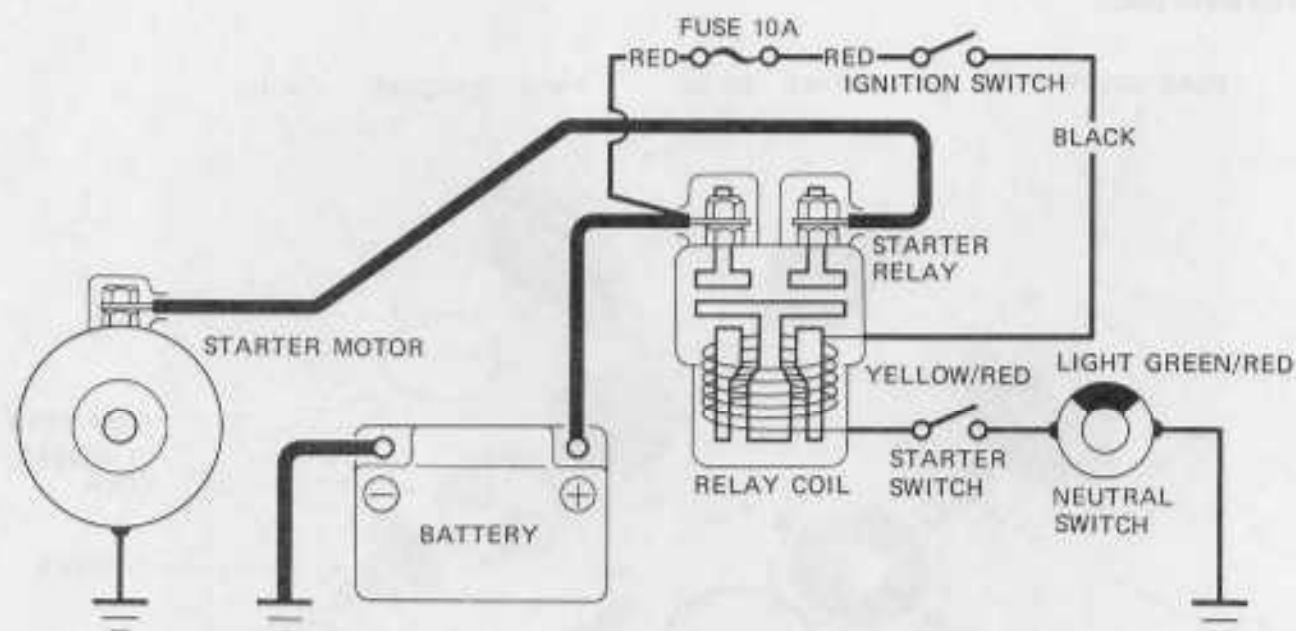 FUSE 10A
RED
RED
IGNITION SWITCH
BLACK
STARTER
RELAY
STARTER MOTOR
YELLOW/RED
LIGHT GREEN/RED
STARTER
SWITCH
RELAY COIL
NEUTRAL
SWITCH
−
+
BATTERY